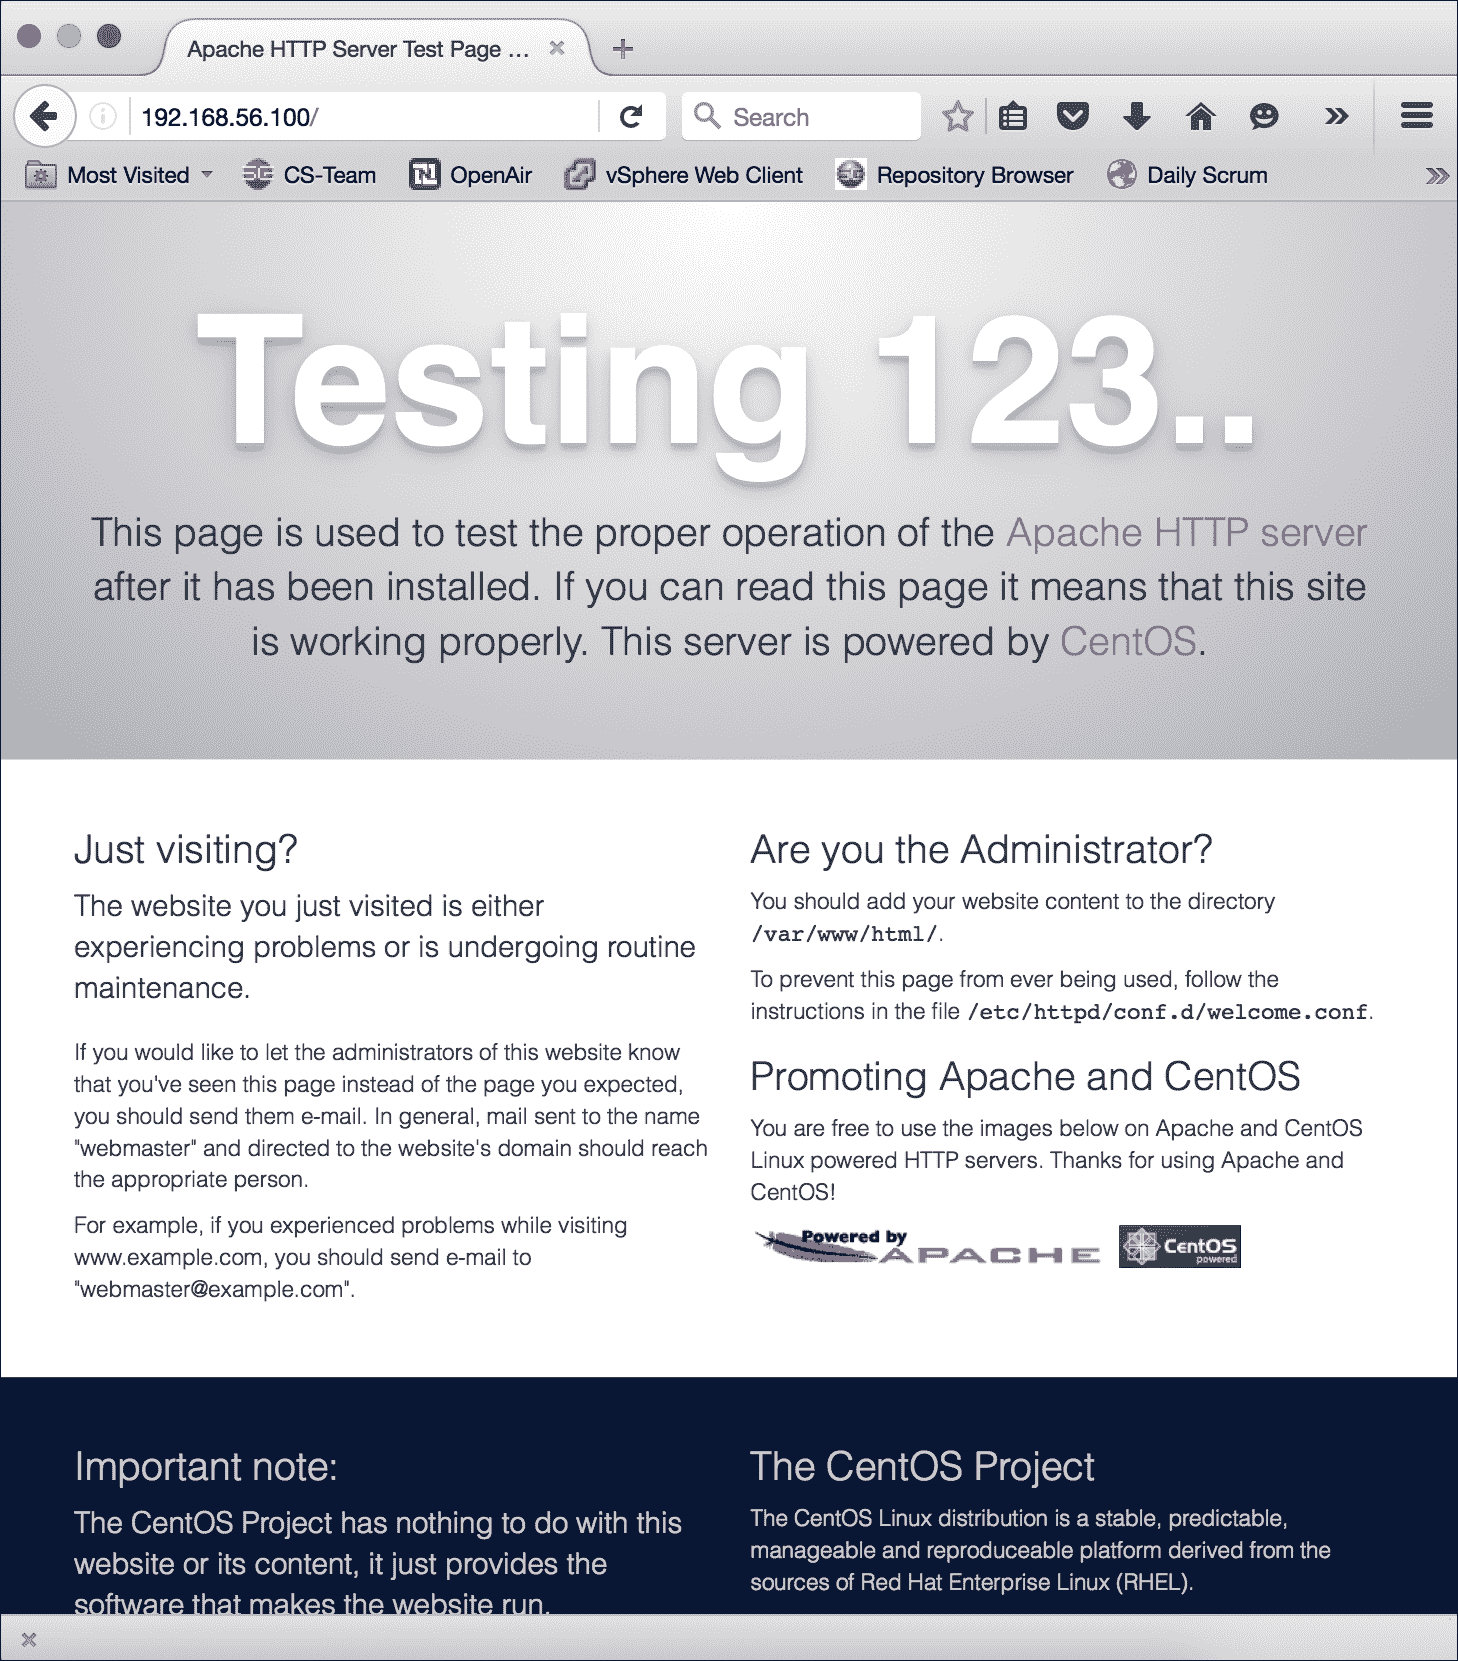 Apache HTTP Server Test Page ...
192.168.56.100/
Search
Most Visited
CS-Team
OpenAir
vSphere Web Client
Repository Browser
Daily Scrum
Testing 123..
This page is used to test the proper operation of the Apache HTTP server
after it has been installed. If you can read this page it means that this site
is working properly. This server is powered by CentOS.
Just visiting?
The website you just visited is either
experiencing problems or is undergoing routine
maintenance.
If you would like to let the administrators of this website know
that you've seen this page instead of the page you expected,
you should send them e-mail. In general, mail sent to the name
"webmaster" and directed to the website's domain should reach
the appropriate person.
For example, if you experienced problems while visiting
www.example.com, you should send e-mail to
"webmaster@example.com".
Are you the Administrator?
You should add your website content to the directory
/var/www/html/.
To prevent this page from ever being used, follow the
instructions in the file /etc/httpd/conf.d/welcome.conf.
Promoting Apache and CentOS
You are free to use the images below on Apache and CentOS
Linux powered HTTP servers. Thanks for using Apache and
CentOS!
Powered by
APACHE
CentOS
powered
Important note:
The CentOS Project has nothing to do with this
website or its content, it just provides the
software that makes the website run.
The CentOS Project
The CentOS Linux distribution is a stable, predictable,
manageable and reproduceable platform derived from the
sources of Red Hat Enterprise Linux (RHEL).